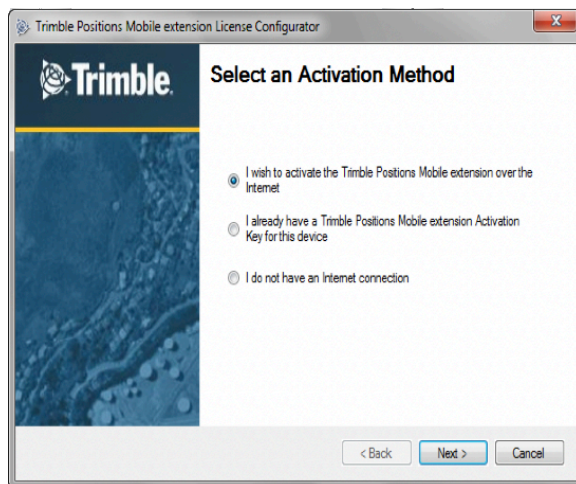 Trimble Positions Mobile extension License Configurator
Trimble.
Select an Activation Method
I wish to activate the Trimble Positions Mobile extension over the
Internet
I already have a Trimble Positions Mobile extension Activation
Key for this device
I do not have an Internet connection
< Back
Next >
Cancel